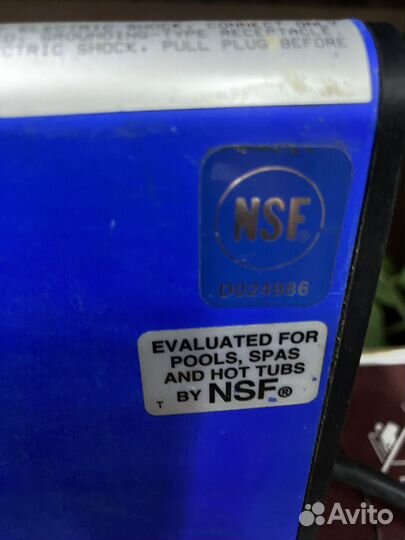 ELECTRIC SHOCK, CONNECT ONLY
GROUNDING-TYPE RECEPTACLE.
ECTRIC SHOCK, PULL PLUG BEFORE
NSF®
D024986
EVALUATED FOR
POOLS, SPAS
AND HOT TUBS
T BY NSF®
Avito